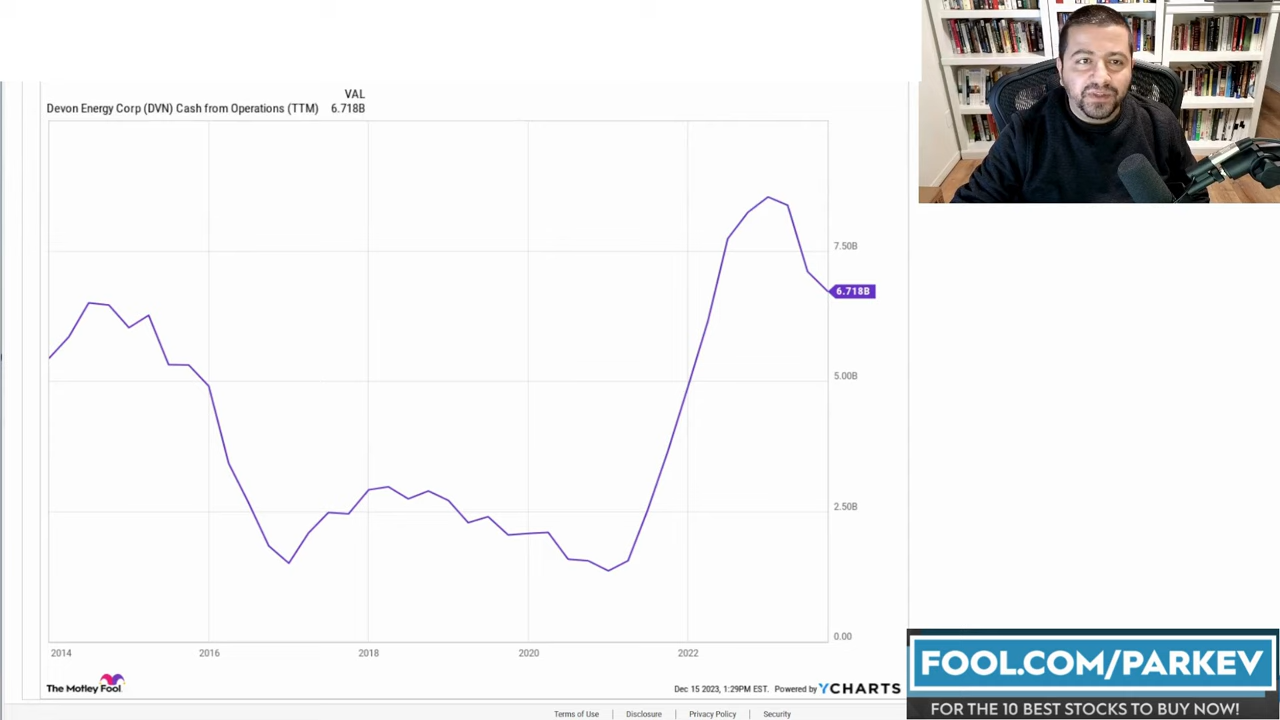 VAL
Devon Energy Corp (DVN) Cash from Operations (TTM) 6.718B
7.50B
6.718B
5.00B
2.50B
0.00
2014 2016 2018 2020 2022
The Motley Fool.
Dec 15 2023, 1:29PM EST. Powered by YCHARTS
Terms of Use | Disclosure | Privacy Policy | Security
FOOL.COM/PARKEV
FOR THE 10 BEST STOCKS TO BUY NOW!